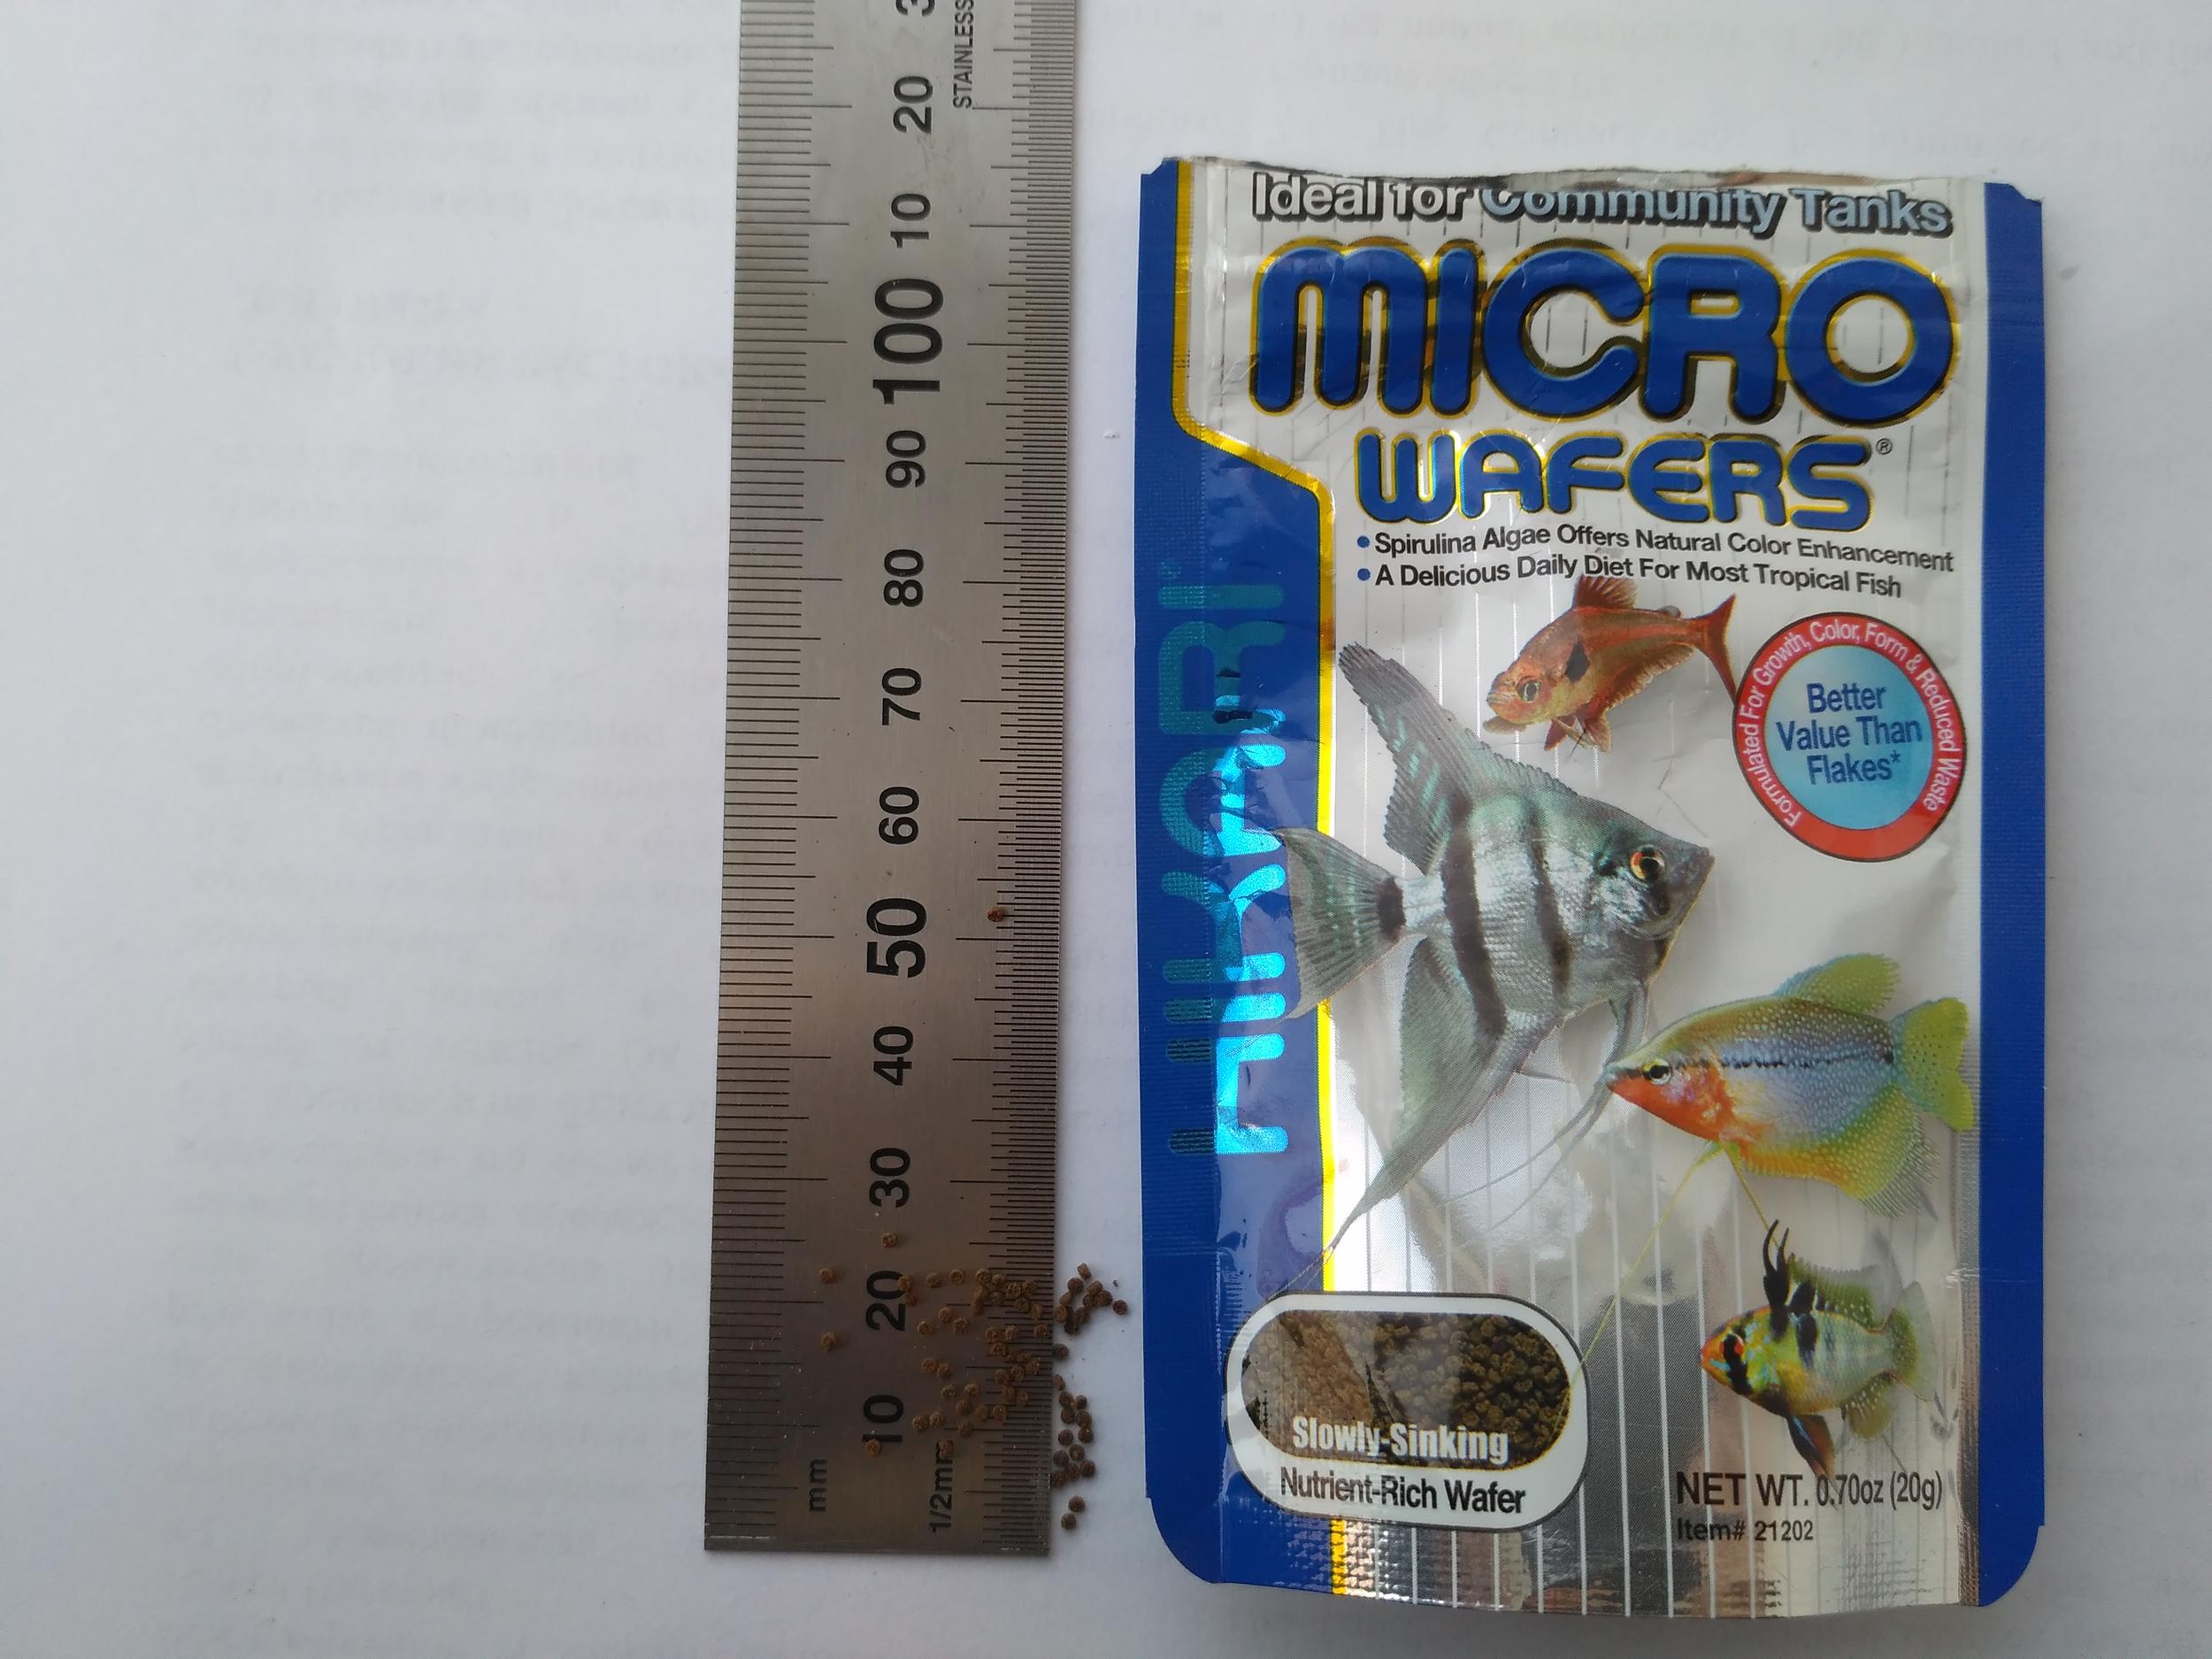 3
STAINLESS
20
10
100
90
80
70
60
50
40
30
20
10
mm
1/2mm
Ideal for Community Tanks
MICRO
WAFERS®
• Spirulina Algae Offers Natural Color Enhancement
• A Delicious Daily Diet For Most Tropical Fish
Formulated For Growth, Color, Form & Reduced Waste
Better
Value Than
Flakes*
HIKARI
Slowly-Sinking
Nutrient-Rich Wafer
NET WT. 0.70oz (20g)
Item# 21202